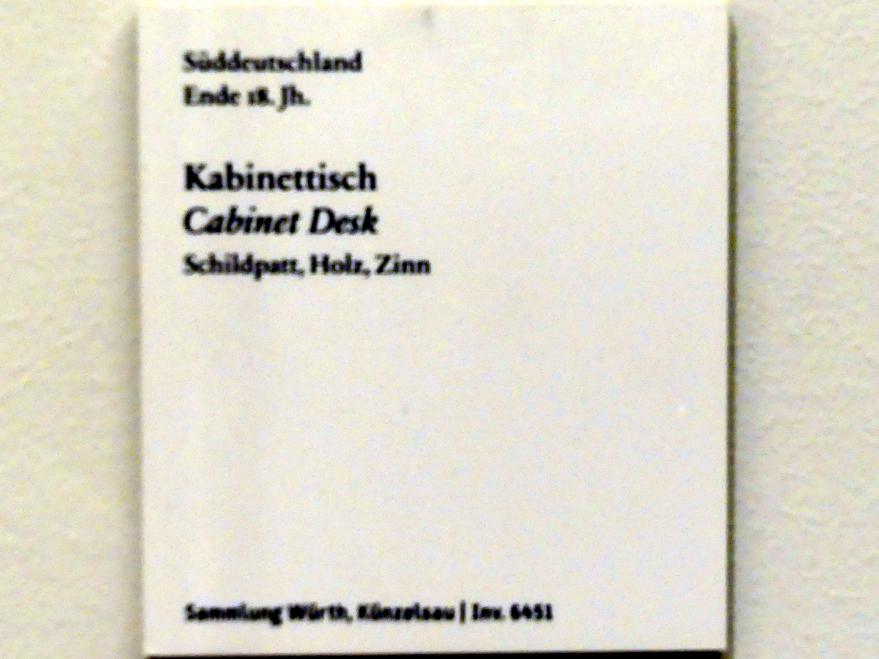 Süddeutschland
Ende 18. Jh.
Kabinettisch
Cabinet Desk
Schildpatt, Holz, Zinn
Sammlung Würth, Künzelsau | Inv. 6451